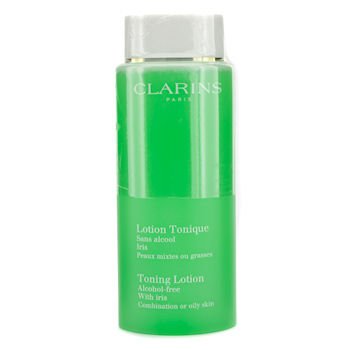 CLARINS
PARIS
Lotion Tonique
Sans alcool
Iris
Peaux mixtes ou grasses
Toning Lotion
Alcohol-free
With iris
Combination or oily skin